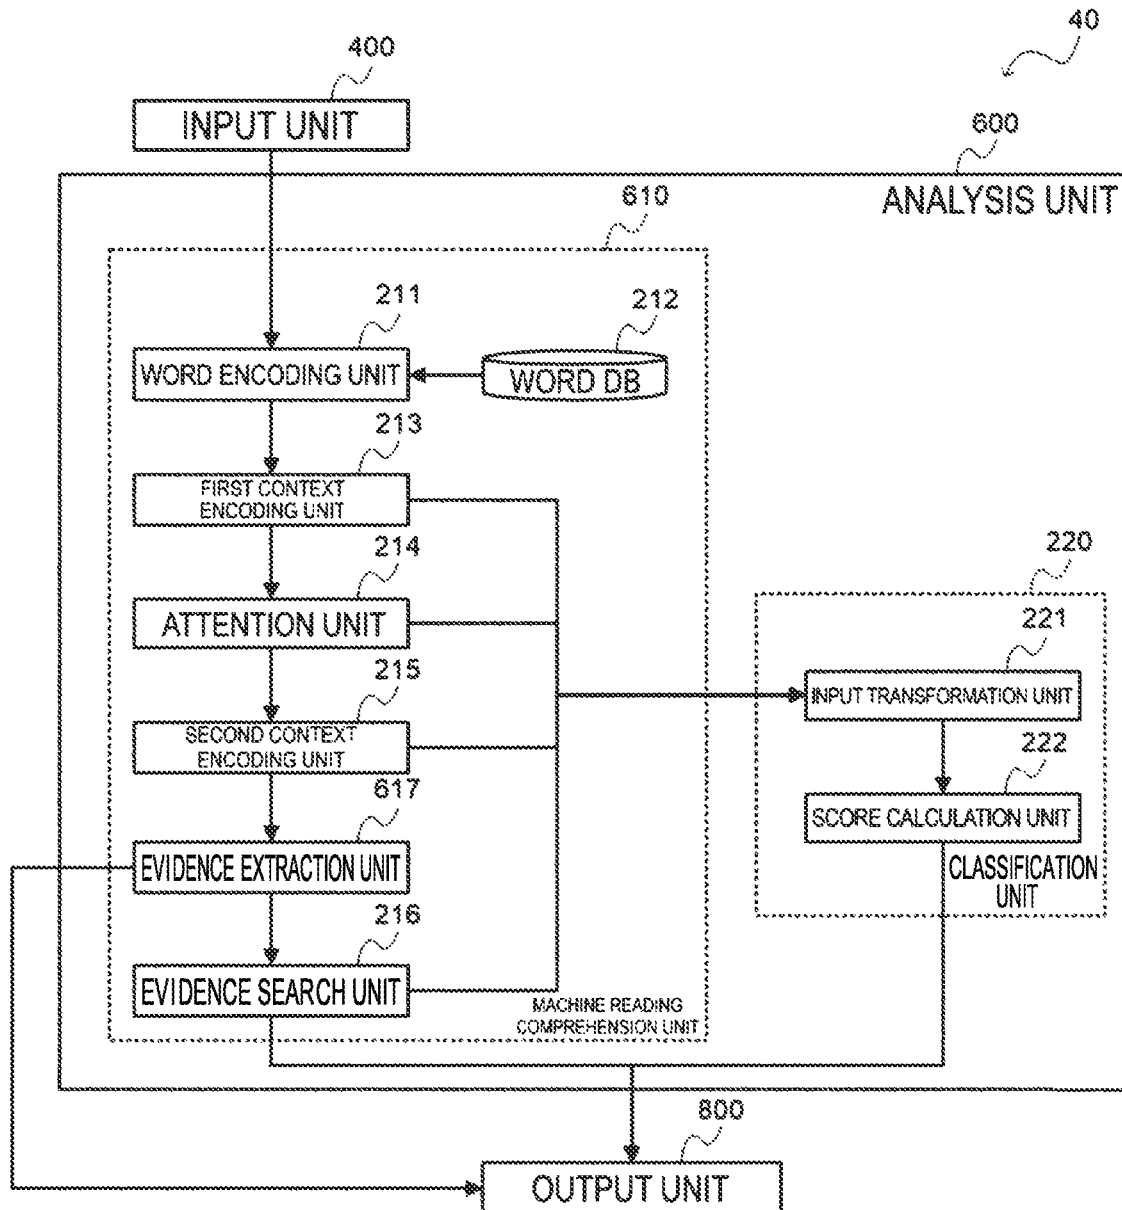 40
400
INPUT UNIT
600
ANALYSIS UNIT
610
211
212
WORD ENCODING UNIT
WORD DB
213
FIRST CONTEXT
ENCODING UNIT
214
220
ATTENTION UNIT
221
215
INPUT TRANSFORMATION UNIT
SECOND CONTEXT
ENCODING UNIT
222
617
SCORE CALCULATION UNIT
EVIDENCE EXTRACTION UNIT
CLASSIFICATION
UNIT
216
EVIDENCE SEARCH UNIT
MACHINE READING
COMPREHENSION UNIT
800
OUTPUT UNIT